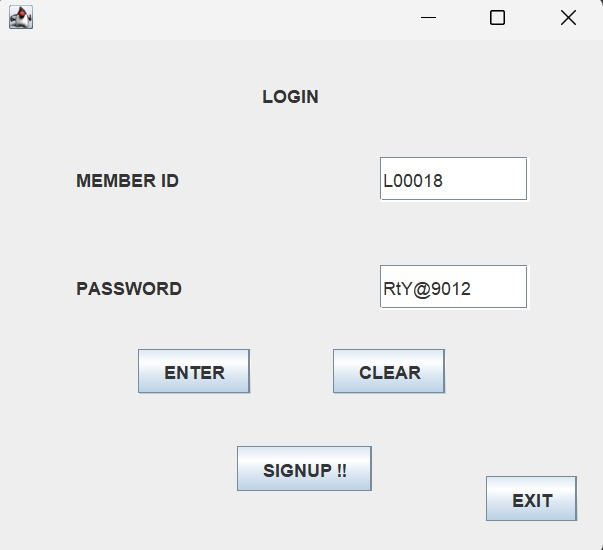 LOGIN
MEMBER ID L00018
PASSWORD RtY@9012
ENTER CLEAR
SIGNUP !!
EXIT